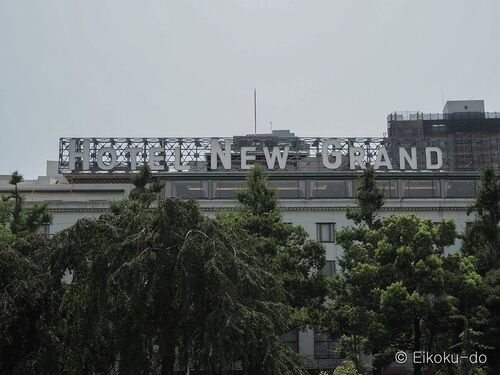 HOTEL NEW GRAND
© Eikoku-do